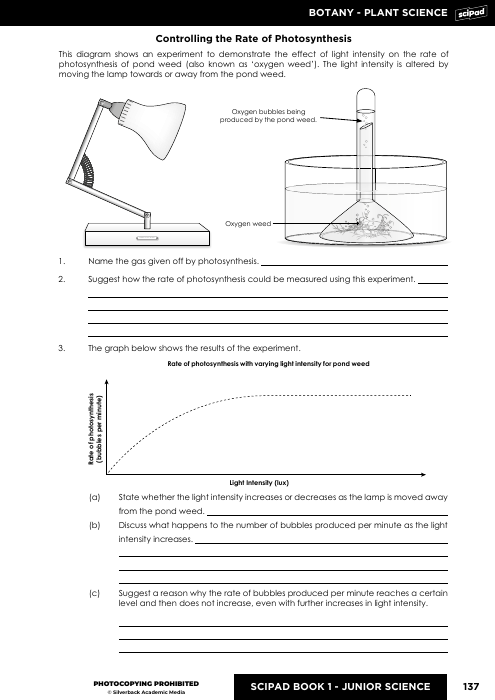 BOTANY - PLANT SCIENCE
scipad
Controlling the Rate of Photosynthesis
This diagram shows an experiment to demonstrate the effect of light intensity on the rate of
photosynthesis of pond weed (also known as 'oxygen weed'). The light intensity is altered by
moving the lamp towards or away from the pond weed.
Oxygen bubbles being
produced by the pond weed.
Oxygen weed
1. Name the gas given off by photosynthesis.
2. Suggest how the rate of photosynthesis could be measured using this experiment.
3. The graph below shows the results of the experiment.
Rate of photosynthesis with varying light intensity for pond weed
Rate of photosynthesis
(bubbles per minute)
Light Intensity (lux)
(a) State whether the light intensity increases or decreases as the lamp is moved away
from the pond weed.
(b) Discuss what happens to the number of bubbles produced per minute as the light
intensity increases.
(c) Suggest a reason why the rate of bubbles produced per minute reaches a certain
level and then does not increase, even with further increases in light intensity.
PHOTOCOPYING PROHIBITED
© Silverback Academic Media
SCIPAD BOOK 1 - JUNIOR SCIENCE
137